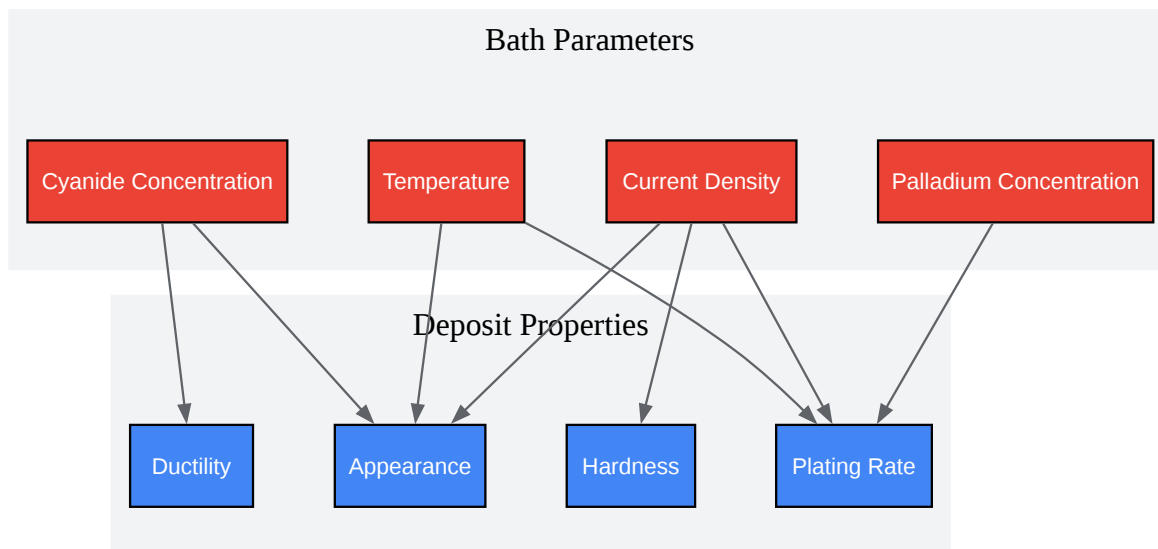 Bath Parameters
Cyanide Concentration
Temperature
Current Density
Palladium Concentration
Deposit Properties
Ductility
Appearance
Hardness
Plating Rate